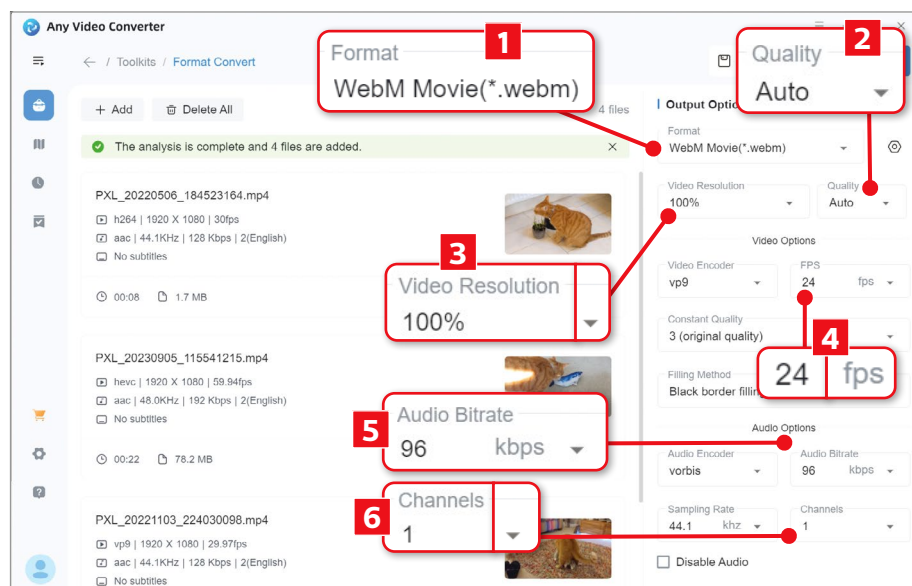 Any Video Converter
/ Toolkits / Format Convert
1
Format
WebM Movie(*.webm)
2
Quality
Auto
+ Add
Delete All
4 files
The analysis is complete and 4 files are added.
PXL_20220506_184523164.mp4
h264 | 1920 X 1080 | 30fps
aac | 44.1KHz | 128 Kbps | 2(English)
No subtitles
00:08
1.7 MB
3
Video Resolution
100%
PXL_20230905_115541215.mp4
hevc | 1920 X 1080 | 59.94fps
aac | 48.0KHz | 192 Kbps | 2(English)
No subtitles
00:22
78.2 MB
5
Audio Bitrate
96 kbps
6
Channels
1
PXL_20221103_224030098.mp4
vp9 | 1920 X 1080 | 29.97fps
aac | 44.1KHz | 128 Kbps | 2(English)
No subtitles
Output
Format
WebM Movie(*.webm)
Video Resolution
100%
Quality
Auto
Video Options
Video Encoder
vp9
FPS
24 fps
Constant Quality
3 (original quality)
4
24 fps
Filling Method
Black border
Audio Options
Audio Encoder
vorbis
Audio Bitrate
96 kbps
Sampling Rate
44.1 khz
Channels
1
Disable Audio